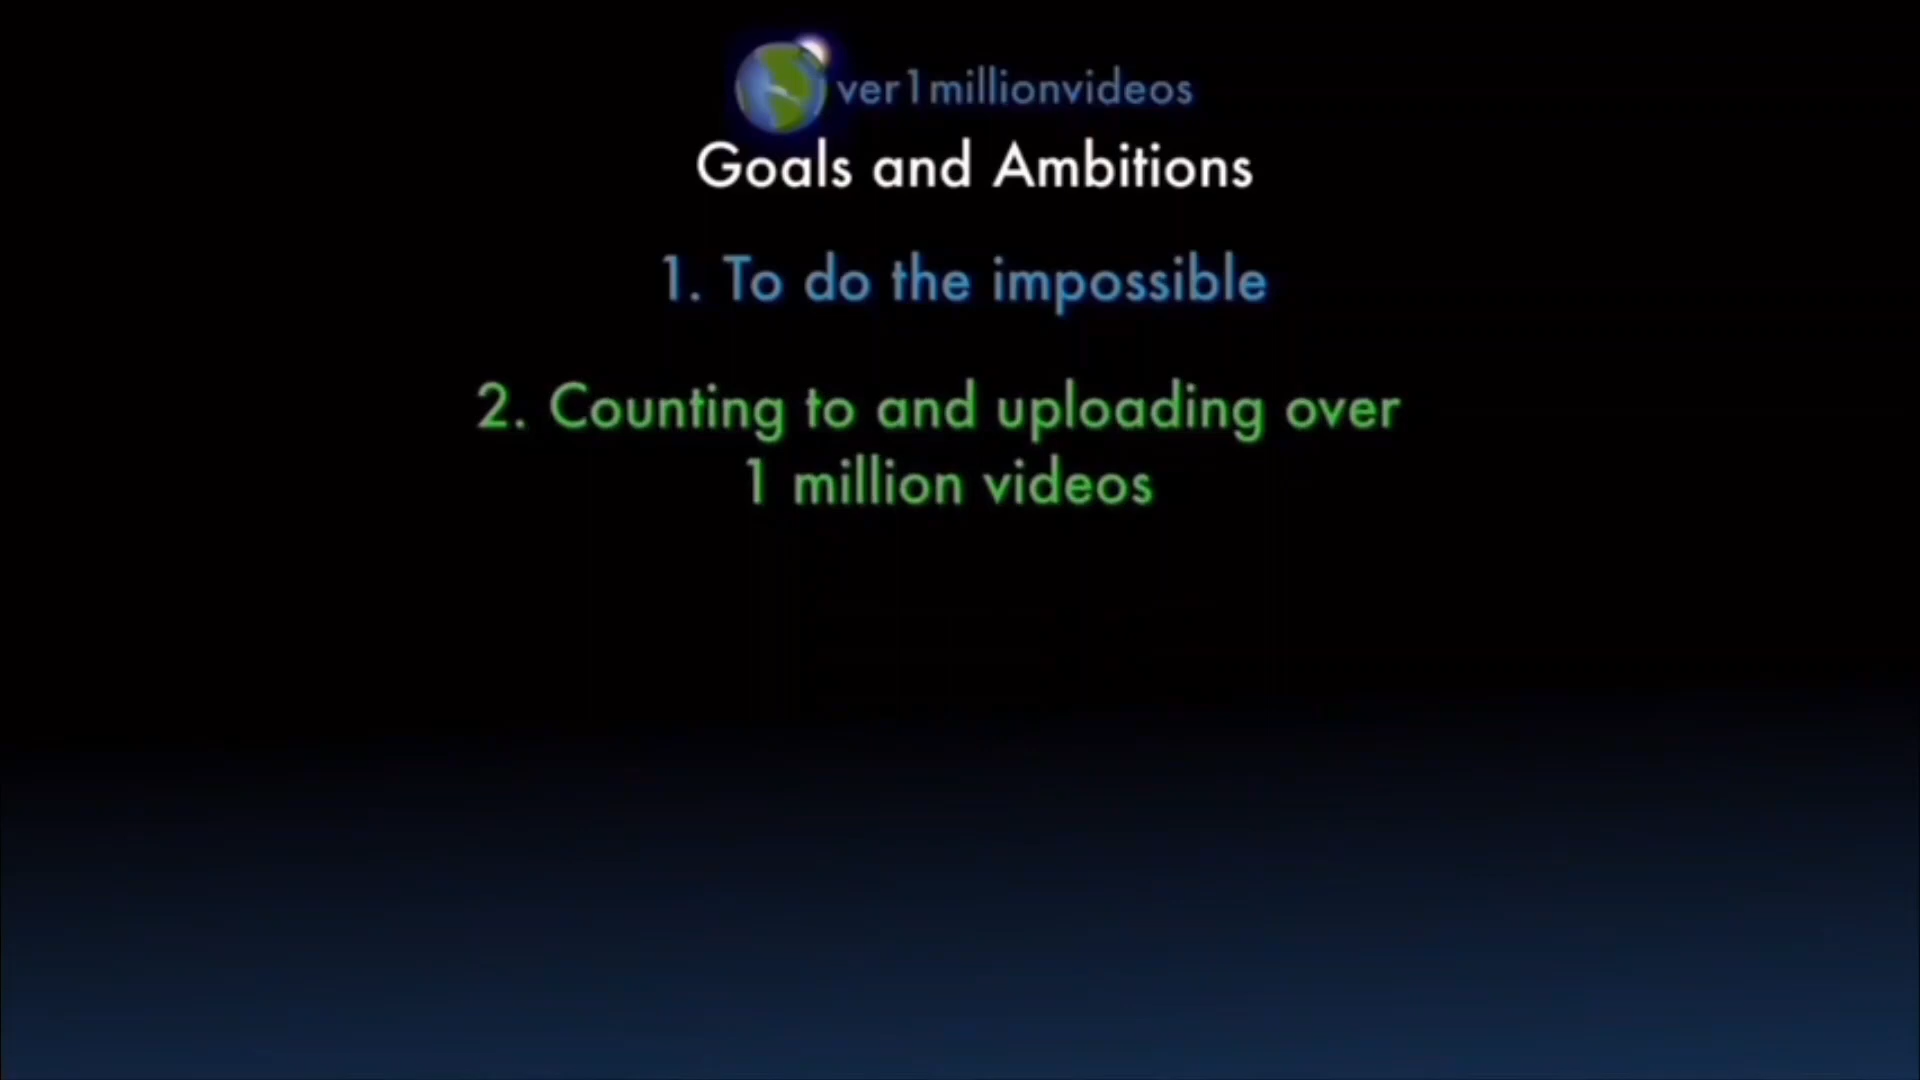 ver1millionvideos
Goals and Ambitions
1. To do the impossible
2. Counting to and uploading over
1 million videos